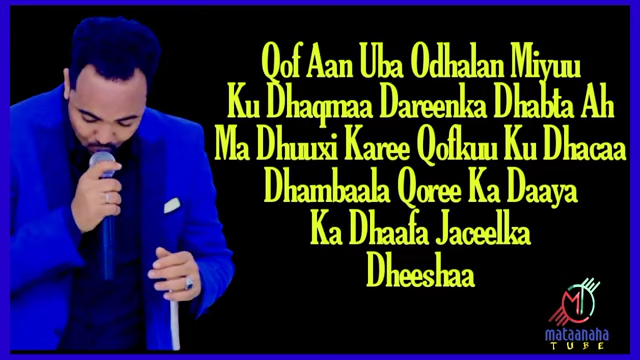 Qof Aan Uba Odhalan Miyuu
Ku Dhaqmaa Dareenka Dhabta Ah
Ma Dhuuxi Karee Qofkuu Ku Dhacaa
Dhambaala Qoree Ka Daaya
Ka Dhaafa Jaceelka
Dheeshaa
MT
mataanaha
TUBE